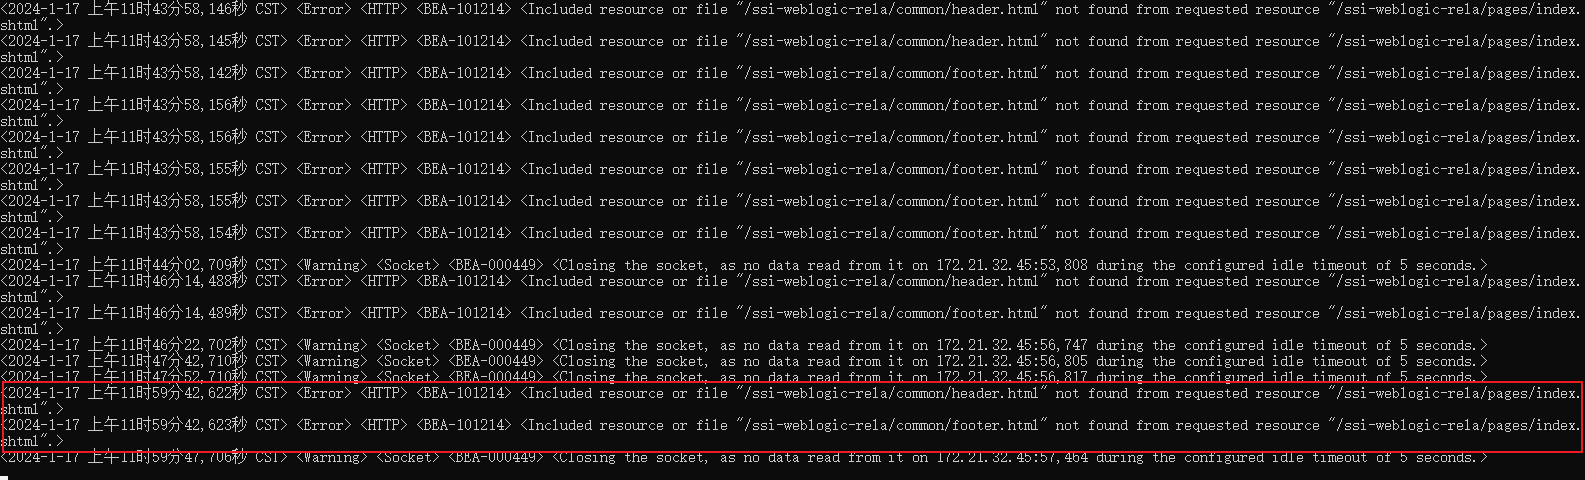 <2024-1-17 上午11时43分58,146秒 CST> <Error> <HTTP> <BEA-101214> <Included resource or file "/ssi-weblogic-rela/common/header.html" not found from requested resource "/ssi-weblogic-rela/pages/index.
shtml".>
<2024-1-17 上午11时43分58,145秒 CST> <Error> <HTTP> <BEA-101214> <Included resource or file "/ssi-weblogic-rela/common/header.html" not found from requested resource "/ssi-weblogic-rela/pages/index.
shtml".>
<2024-1-17 上午11时43分58,142秒 CST> <Error> <HTTP> <BEA-101214> <Included resource or file "/ssi-weblogic-rela/common/footer.html" not found from requested resource "/ssi-weblogic-rela/pages/index.
shtml".>
<2024-1-17 上午11时43分58,156秒 CST> <Error> <HTTP> <BEA-101214> <Included resource or file "/ssi-weblogic-rela/common/footer.html" not found from requested resource "/ssi-weblogic-rela/pages/index.
shtml".>
<2024-1-17 上午11时43分58,156秒 CST> <Error> <HTTP> <BEA-101214> <Included resource or file "/ssi-weblogic-rela/common/footer.html" not found from requested resource "/ssi-weblogic-rela/pages/index.
shtml".>
<2024-1-17 上午11时43分58,155秒 CST> <Error> <HTTP> <BEA-101214> <Included resource or file "/ssi-weblogic-rela/common/footer.html" not found from requested resource "/ssi-weblogic-rela/pages/index.
shtml".>
<2024-1-17 上午11时43分58,155秒 CST> <Error> <HTTP> <BEA-101214> <Included resource or file "/ssi-weblogic-rela/common/footer.html" not found from requested resource "/ssi-weblogic-rela/pages/index.
shtml".>
<2024-1-17 上午11时43分58,154秒 CST> <Error> <HTTP> <BEA-101214> <Included resource or file "/ssi-weblogic-rela/common/footer.html" not found from requested resource "/ssi-weblogic-rela/pages/index.
shtml".>
<2024-1-17 上午11时44分02,709秒 CST> <Warning> <Socket> <BEA-000449> <Closing the socket, as no data read from it on 172.21.32.45:53,808 during the configured idle timeout of 5 seconds.>
<2024-1-17 上午11时46分14,488秒 CST> <Error> <HTTP> <BEA-101214> <Included resource or file "/ssi-weblogic-rela/common/header.html" not found from requested resource "/ssi-weblogic-rela/pages/index.
shtml".>
<2024-1-17 上午11时46分14,489秒 CST> <Error> <HTTP> <BEA-101214> <Included resource or file "/ssi-weblogic-rela/common/footer.html" not found from requested resource "/ssi-weblogic-rela/pages/index.
shtml".>
<2024-1-17 上午11时46分22,702秒 CST> <Warning> <Socket> <BEA-000449> <Closing the socket, as no data read from it on 172.21.32.45:56,747 during the configured idle timeout of 5 seconds.>
<2024-1-17 上午11时47分42,710秒 CST> <Warning> <Socket> <BEA-000449> <Closing the socket, as no data read from it on 172.21.32.45:56,805 during the configured idle timeout of 5 seconds.>
<2024-1-17 上午11时47分52,710秒 CST> <Warning> <Socket> <BEA-000449> <Closing the socket, as no data read from it on 172.21.32.45:56,817 during the configured idle timeout of 5 seconds.>
<2024-1-17 上午11时59分42,622秒 CST> <Error> <HTTP> <BEA-101214> <Included resource or file "/ssi-weblogic-rela/common/header.html" not found from requested resource "/ssi-weblogic-rela/pages/index.
shtml".>
<2024-1-17 上午11时59分42,623秒 CST> <Error> <HTTP> <BEA-101214> <Included resource or file "/ssi-weblogic-rela/common/footer.html" not found from requested resource "/ssi-weblogic-rela/pages/index.
shtml".>
<2024-1-17 上午11时59分47,706秒 CST> <Warning> <Socket> <BEA-000449> <Closing the socket, as no data read from it on 172.21.32.45:57,464 during the configured idle timeout of 5 seconds.>